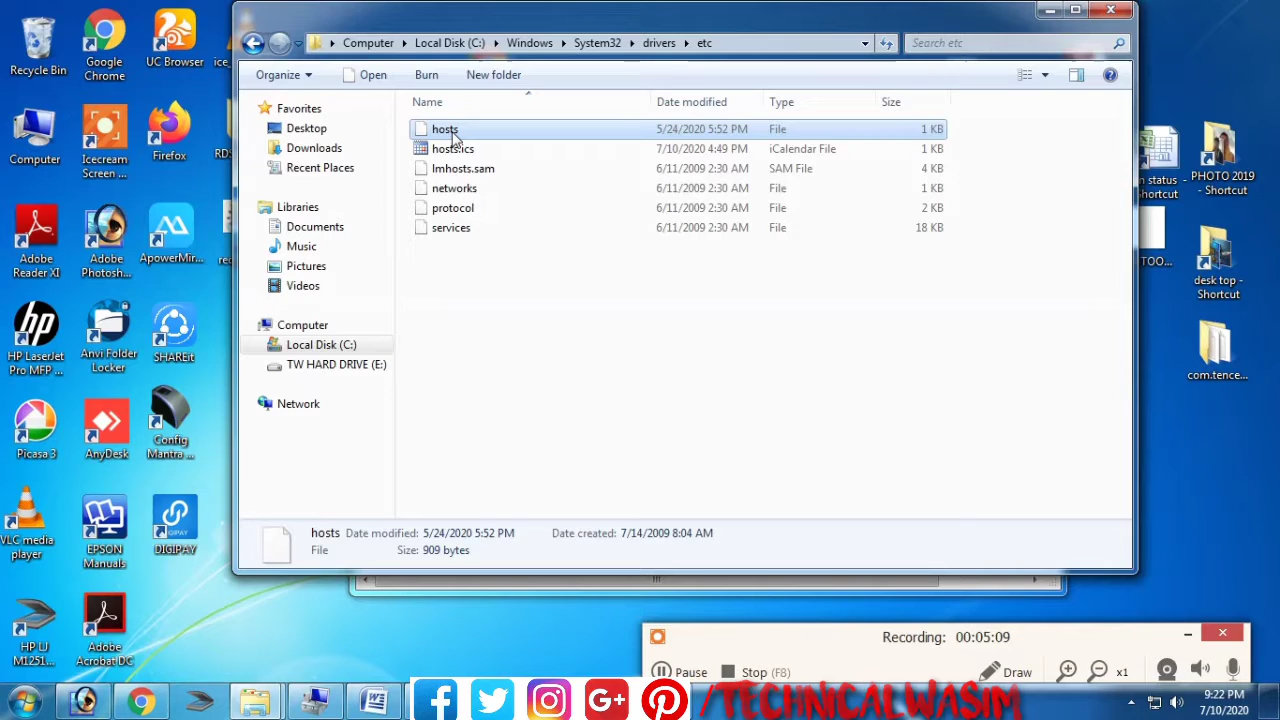 Recycle Bin
Google Chrome
UC Browser
ice_
Computer
Icecream Screen ...
Firefox
RDS
Adobe Reader XI
Adobe Photosh...
ApowerMir...
rec
HP LaserJet Pro MFP ...
Anvi Folder Locker
SHAREit
Picasa 3
AnyDesk
Config Mantra ...
VLC media player
EPSON Manuals
DIGIPAY
HP LJ M1251...
Adobe Acrobat DC
Computer Local Disk (C:) Windows System32 drivers etc
Search etc
Organize Open Burn New folder
Name Date modified Type Size
hosts 5/24/2020 5:52 PM File 1 KB
hosts.ics 7/10/2020 4:49 PM iCalendar File 1 KB
lmhosts.sam 6/11/2009 2:30 AM SAM File 4 KB
networks 6/11/2009 2:30 AM File 1 KB
protocol 6/11/2009 2:30 AM File 2 KB
services 6/11/2009 2:30 AM File 18 KB
Favorites
Desktop
Downloads
Recent Places
Libraries
Documents
Music
Pictures
Videos
Computer
Local Disk (C:)
TW HARD DRIVE (E:)
Network
hosts Date modified: 5/24/2020 5:52 PM Date created: 7/14/2009 8:04 AM
File Size: 909 bytes
n status - Shortcut
PHOTO 2019 - Shortcut
TOO...
desk top - Shortcut
com.tence...
Recording: 00:05:09
Pause Stop (F8) Draw x1
/TECHNICALWASIM
9:22 PM
7/10/2020